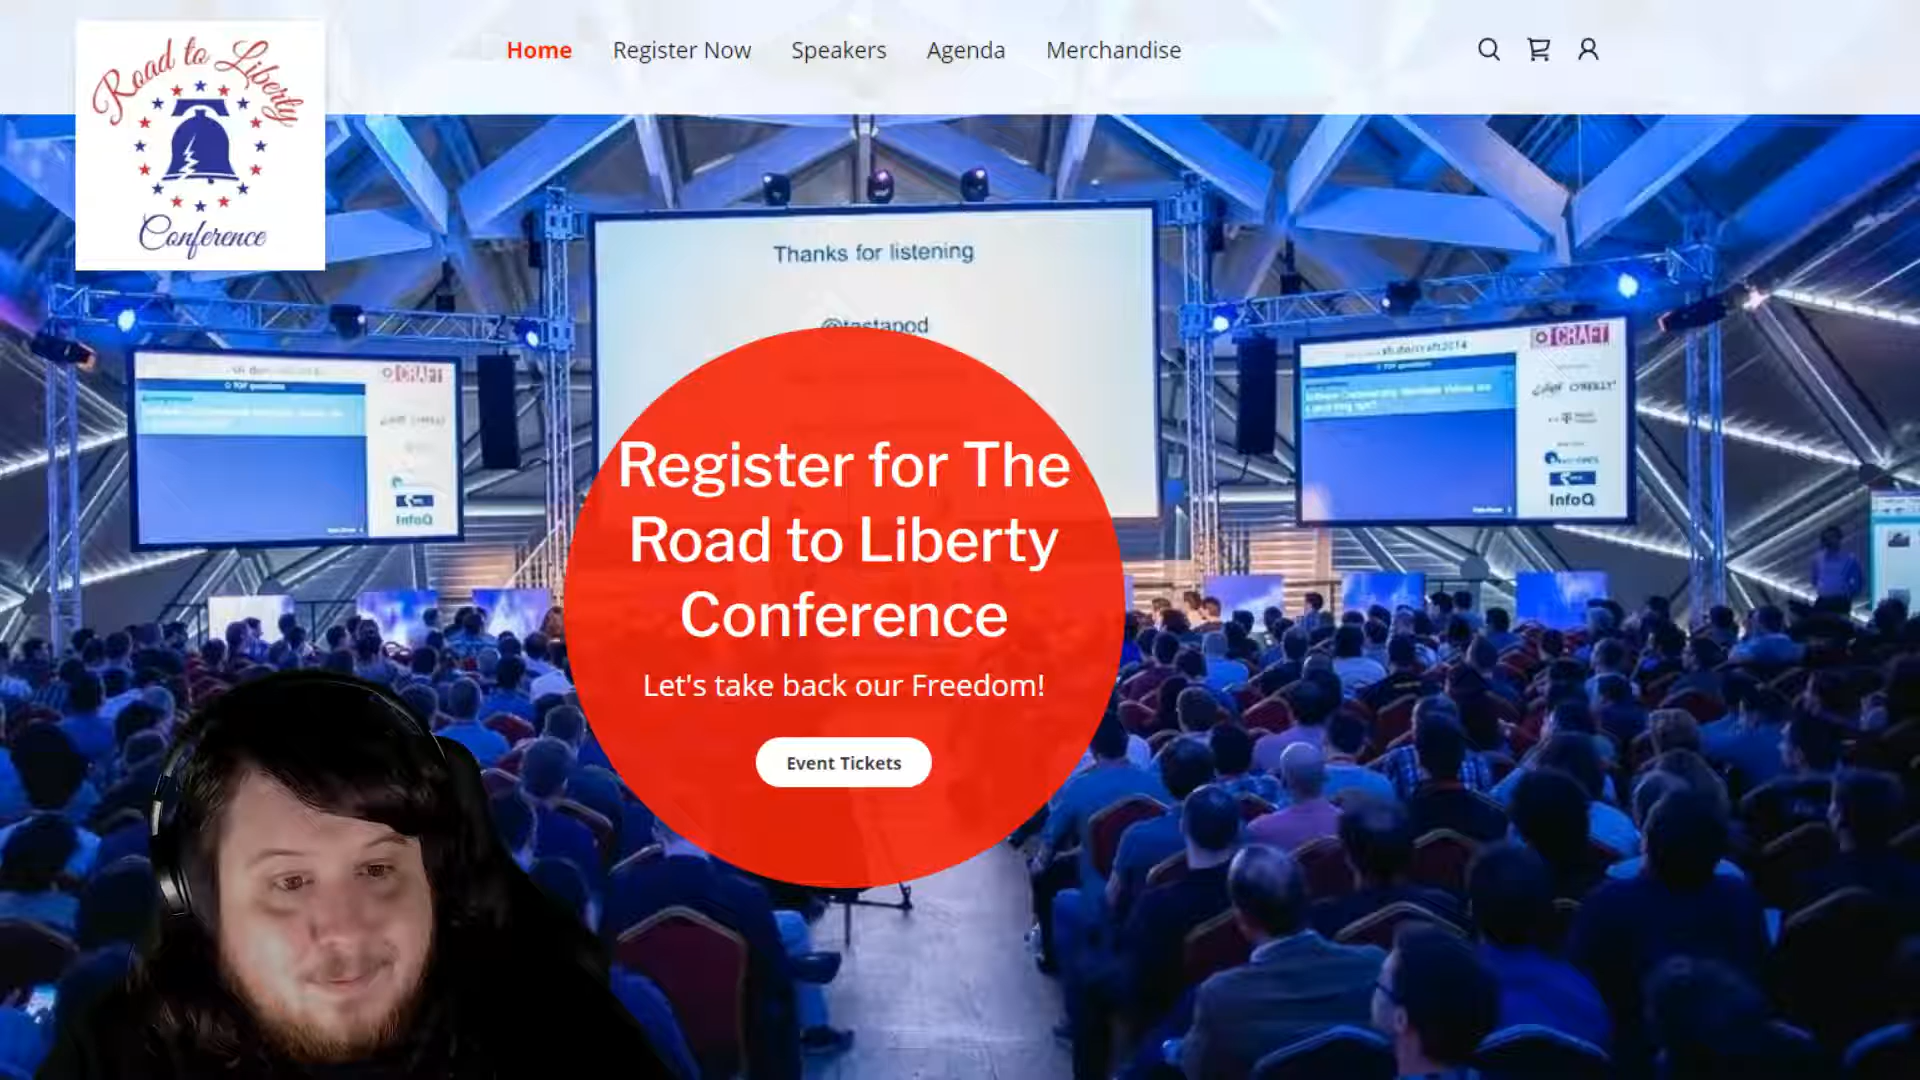 Road to Liberty
Conference
Home
Register Now
Speakers
Agenda
Merchandise
Thanks for listening
CRAFT
InfoQ
CRAFT
InfoQ
Register for The
Road to Liberty
Conference
Let's take back our Freedom!
Event Tickets